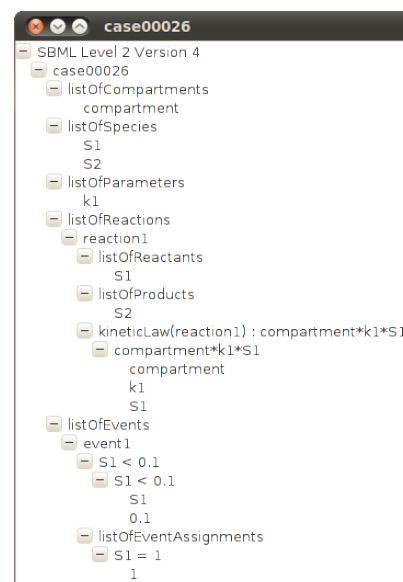 case00026
SBML Level 2 Version 4
case00026
listOfCompartments
compartment
listOfSpecies
S1
S2
listOfParameters
k1
listOfReactions
reaction1
listOfReactants
S1
listOfProducts
S2
kineticLaw(reaction1) : compartment*k1*S1
compartment*k1*S1
compartment
k1
S1
listOfEvents
event1
S1 < 0.1
S1 < 0.1
S1
0.1
listOfEventAssignments
S1 = 1
1